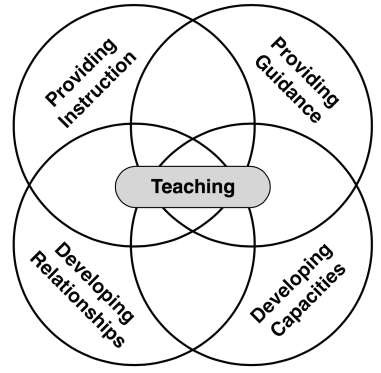 Providing
Instruction
Providing
Guidance
Teaching
Developing
Relationships
Developing
Capacities